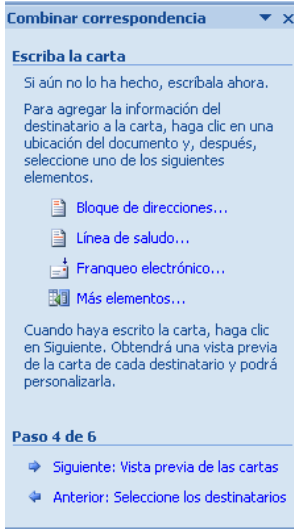 Combinar correspondencia
Escriba la carta
Si aún no lo ha hecho, escríbala ahora.
Para agregar la información del
destinatario a la carta, haga clic en una
ubicación del documento y, después,
seleccione uno de los siguientes
elementos.
Bloque de direcciones...
Línea de saludo...
Franqueo electrónico...
Más elementos...
Cuando haya escrito la carta, haga clic
en Siguiente. Obtendrá una vista previa
de la carta de cada destinatario y podrá
personalizarla.
Paso 4 de 6
Siguiente: Vista previa de las cartas
Anterior: Seleccione los destinatarios